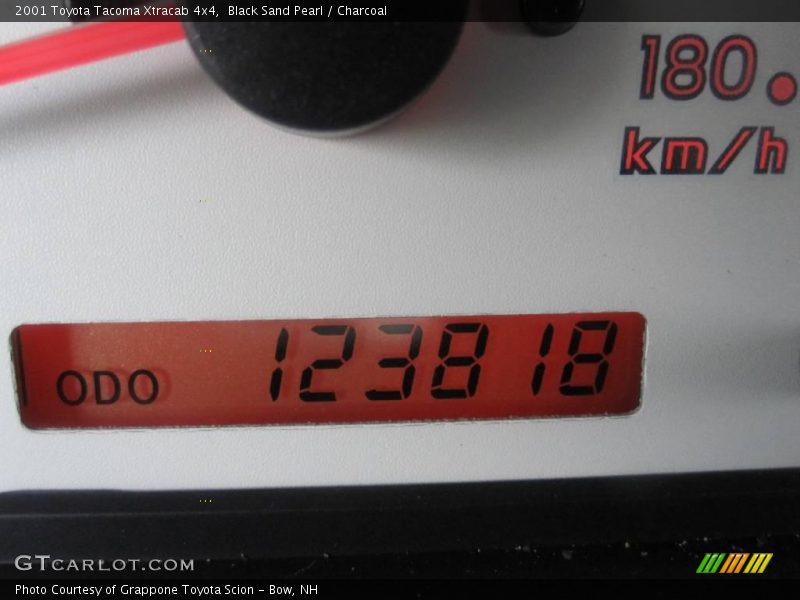 2001 Toyota Tacoma Xtracab 4x4,  Black Sand Pearl / Charcoal
180
km/h
ODO 123818
GTCARLOT.COM
Photo Courtesy of Grappone Toyota Scion - Bow, NH